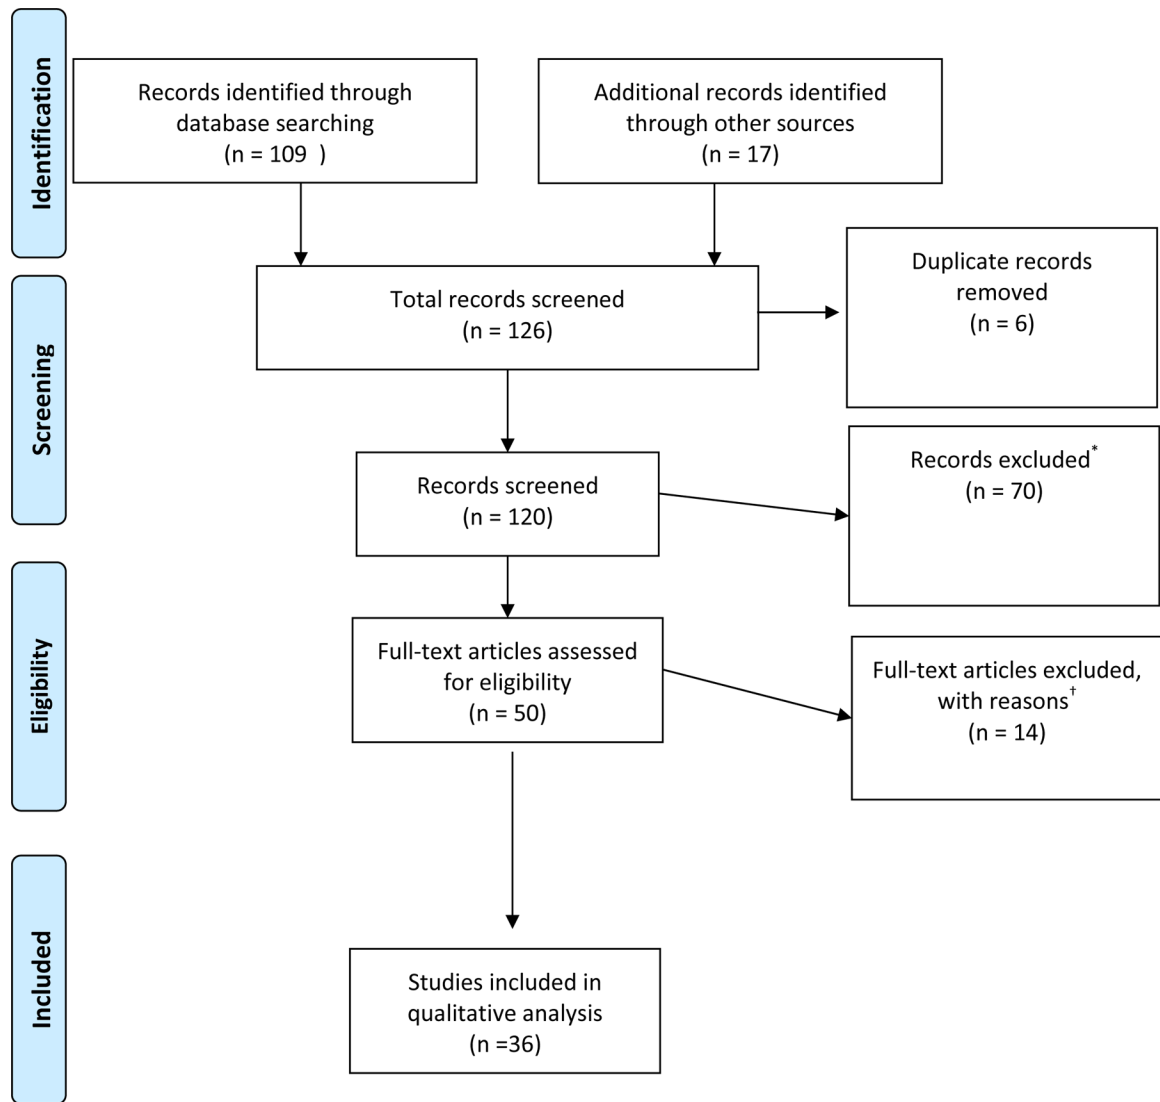 Identification
Records identified through
database searching
(n = 109  )
Additional records identified
through other sources
(n = 17)
Screening
Total records screened
(n = 126)
Duplicate records
removed
(n = 6)
Records screened
(n = 120)
Records excluded*
(n = 70)
Eligibility
Full-text articles assessed
for eligibility
(n = 50)
Full-text articles excluded,
with reasons†
(n = 14)
Included
Studies included in
qualitative analysis
(n =36)